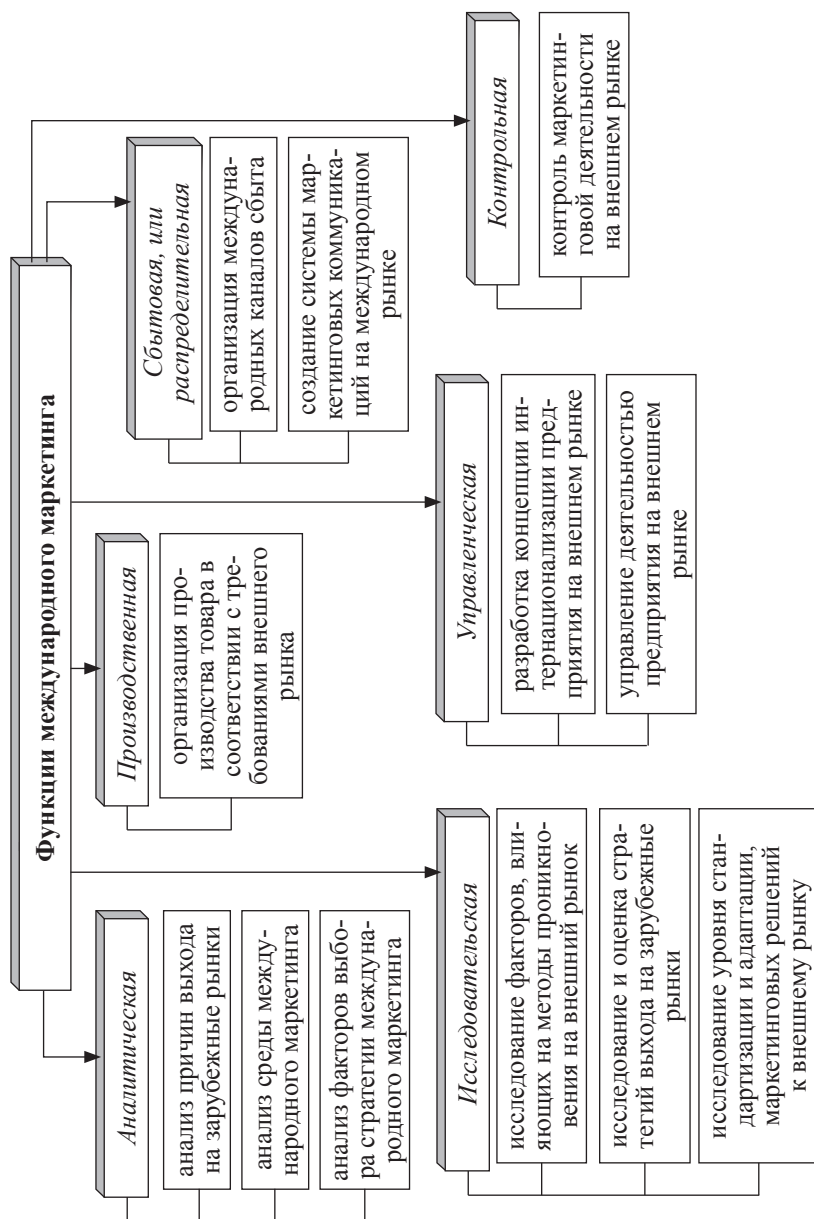 Функции международного маркетинга
Аналитическая
анализ причин выхода
на зарубежные рынки
анализ среды между-
народного маркетинга
анализ факторов выбо-
ра стратегии междуна-
родного маркетинга
Производственная
организация про-
изводства товара в
соответствии с тре-
бованиями внешнего
рынка
Сбытовая, или
распределительная
организация междуна-
родных каналов сбыта
создание системы мар-
кетинговых коммуника-
ций на международном
рынке
Исследовательская
исследование факторов, вли-
яющих на методы проникно-
вения на внешний рынок
исследование и оценка стра-
тегий выхода на зарубежные
рынки
исследование уровня стан-
дартизации и адаптации,
маркетинговых решений
к внешнему рынку
Управленческая
разработка концепции ин-
тернационализации пред-
приятия на внешнем рынке
управление деятельностью
предприятия на внешнем
рынке
Контрольная
контроль маркетин-
говой деятельности
на внешнем рынке